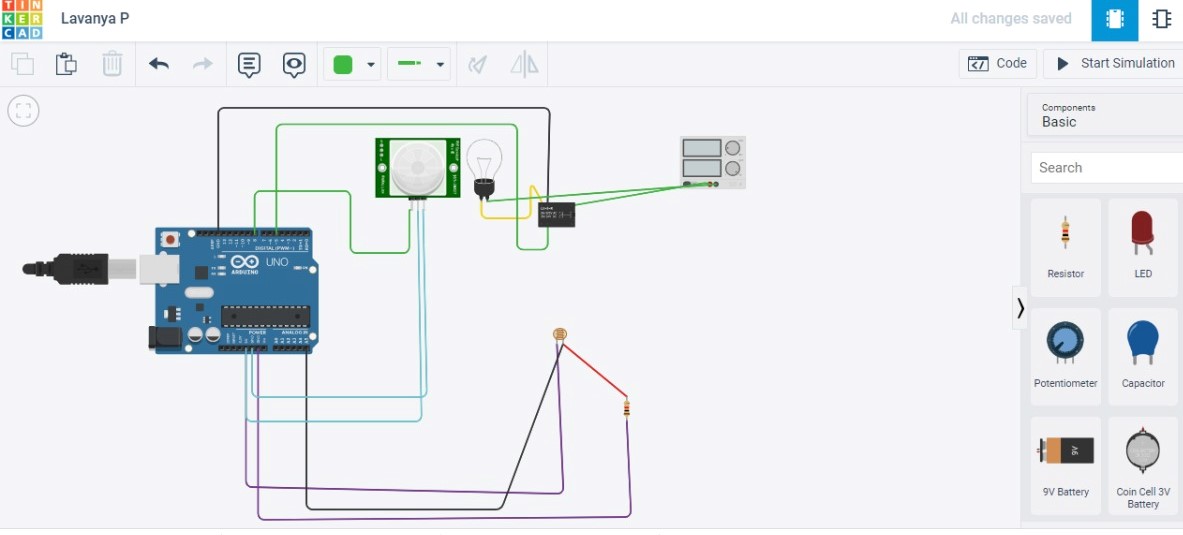 TIN
KER
CAD
Lavanya P
All changes saved
Code
Start Simulation
Components
Basic
Search
Resistor
LED
DIGITAL (PWM~)
UNO
ARDUINO
POWER
ANALOG IN
Potentiometer
Capacitor
9V
9V Battery
Coin Cell 3V
Battery